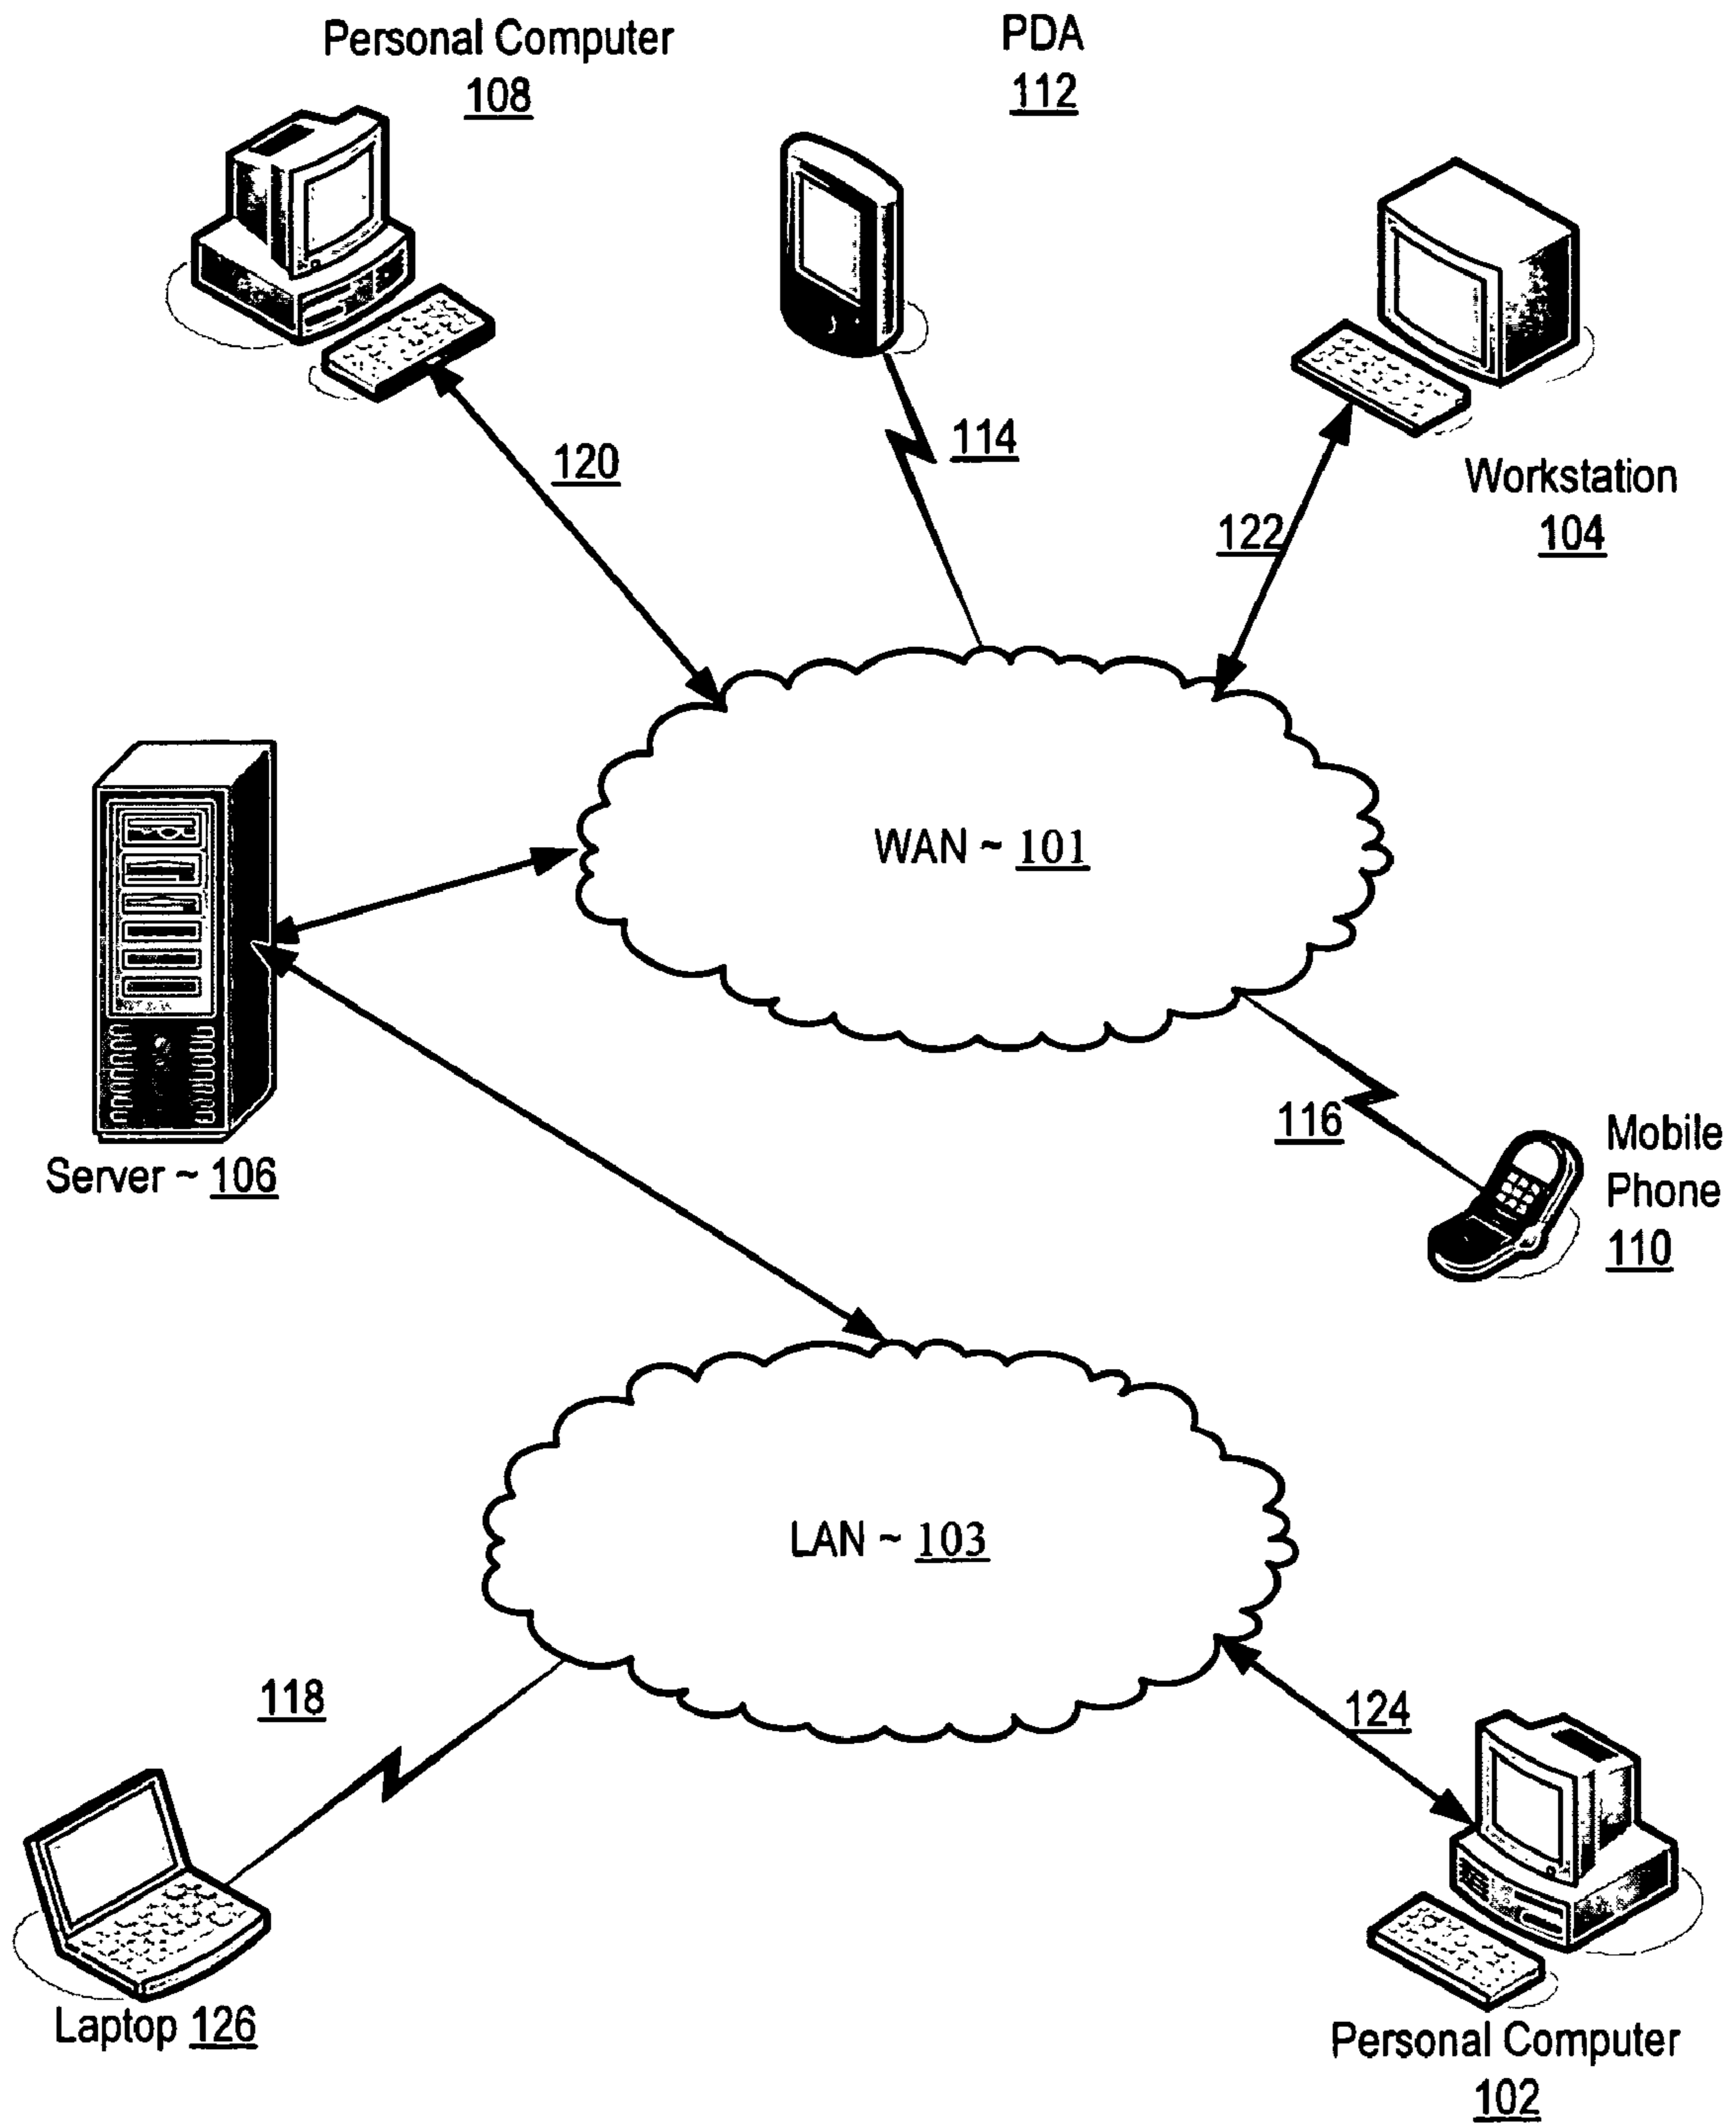 Personal Computer
108
PDA
112
120
114
122
Workstation
104
WAN ~ 101
Server ~ 106
116
Mobile
Phone
110
LAN ~ 103
118
124
Laptop 126
Personal Computer
102